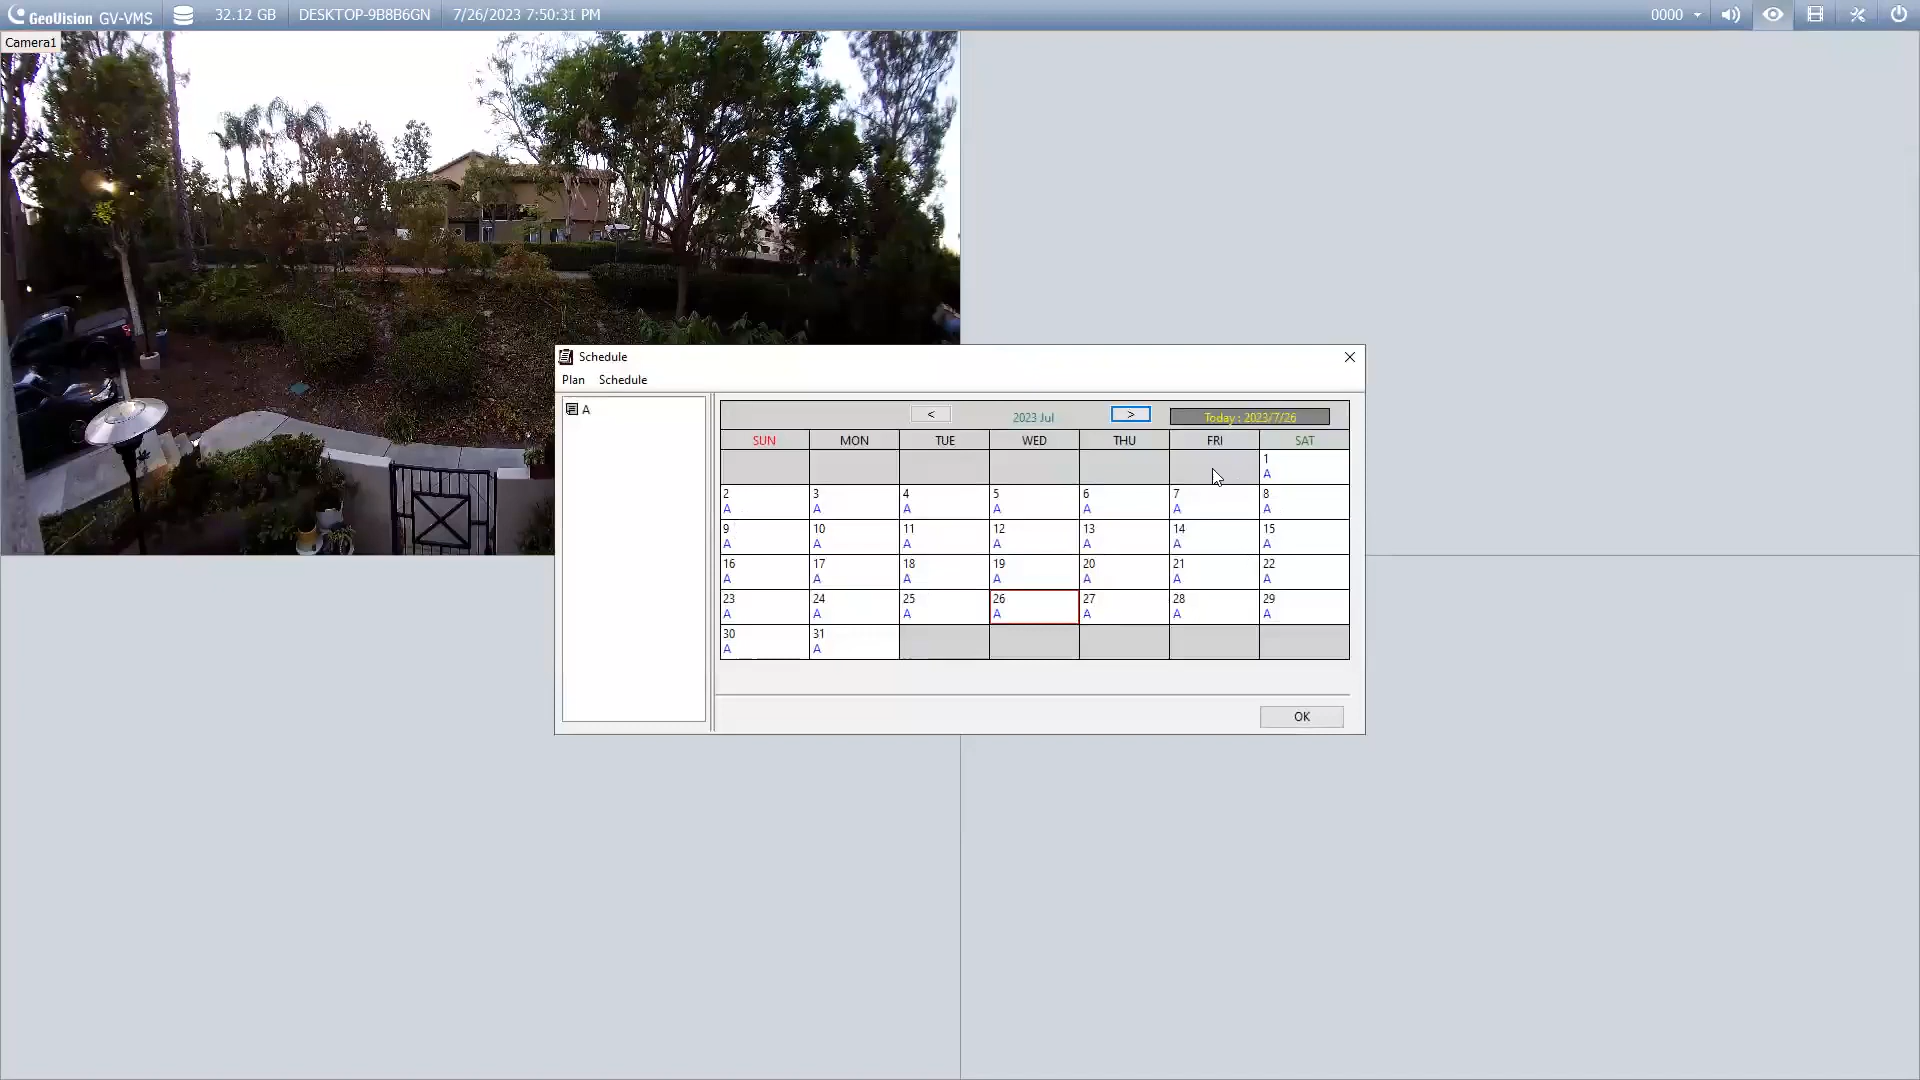 GeoVision GV-VMS 32.12 GB DESKTOP-9B8B6GN 7/26/2023 7:50:31 PM 0000
Camera1
Schedule
Plan Schedule
A
< 2023 Jul > Today : 2023/7/26
SUN MON TUE WED THU FRI SAT
1
A
2 3 4 5 6 7 8
A A A A A A A
9 10 11 12 13 14 15
A A A A A A A
16 17 18 19 20 21 22
A A A A A A A
23 24 25 26 27 28 29
A A A A A A A
30 31
A A
OK